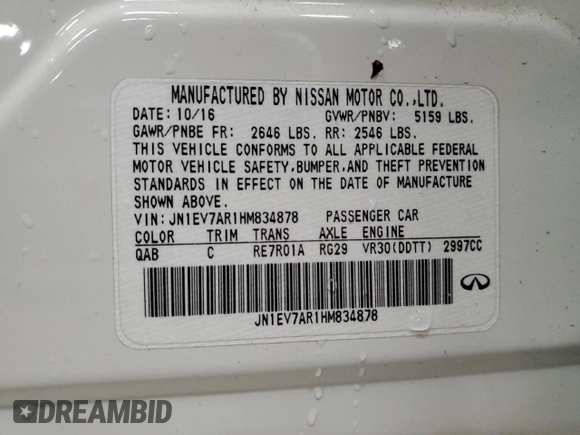 MANUFACTURED BY NISSAN MOTOR CO.,LTD.
DATE: 10/16 GVWR/PNBV: 5159 LBS.
GAWR/PNBE FR: 2646 LBS. RR: 2546 LBS.
THIS VEHICLE CONFORMS TO ALL APPLICABLE FEDERAL
MOTOR VEHICLE SAFETY,BUMPER,AND THEFT PREVENTION
STANDARDS IN EFFECT ON THE DATE OF MANUFACTURE
SHOWN ABOVE.
VIN: JN1EV7AR1HM834878 PASSENGER CAR
COLOR TRIM TRANS AXLE ENGINE
QAB C RE7R01A RG29 VR30(DDTT) 2997CC
JN1EV7AR1HM834878
DREAMBID